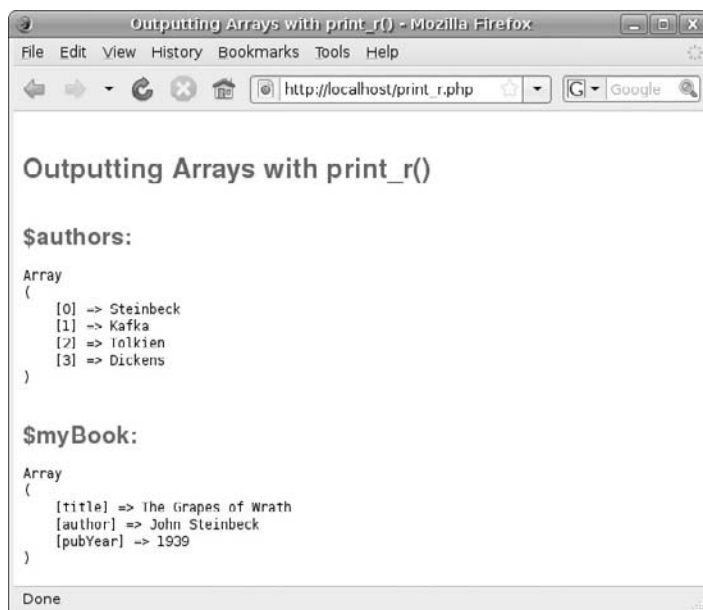 Outputting Arrays with print_r() - Mozilla Firefox
File Edit View History Bookmarks Tools Help
http://localhost/print_r.php G Google
Outputting Arrays with print_r()
$authors:
Array
(
[0] => Steinbeck
[1] => Kafka
[2] => Tolkien
[3] => Dickens
)
$myBook:
Array
(
[title] => The Grapes of Wrath
[author] => John Steinbeck
[pubYear] => 1939
)
Done